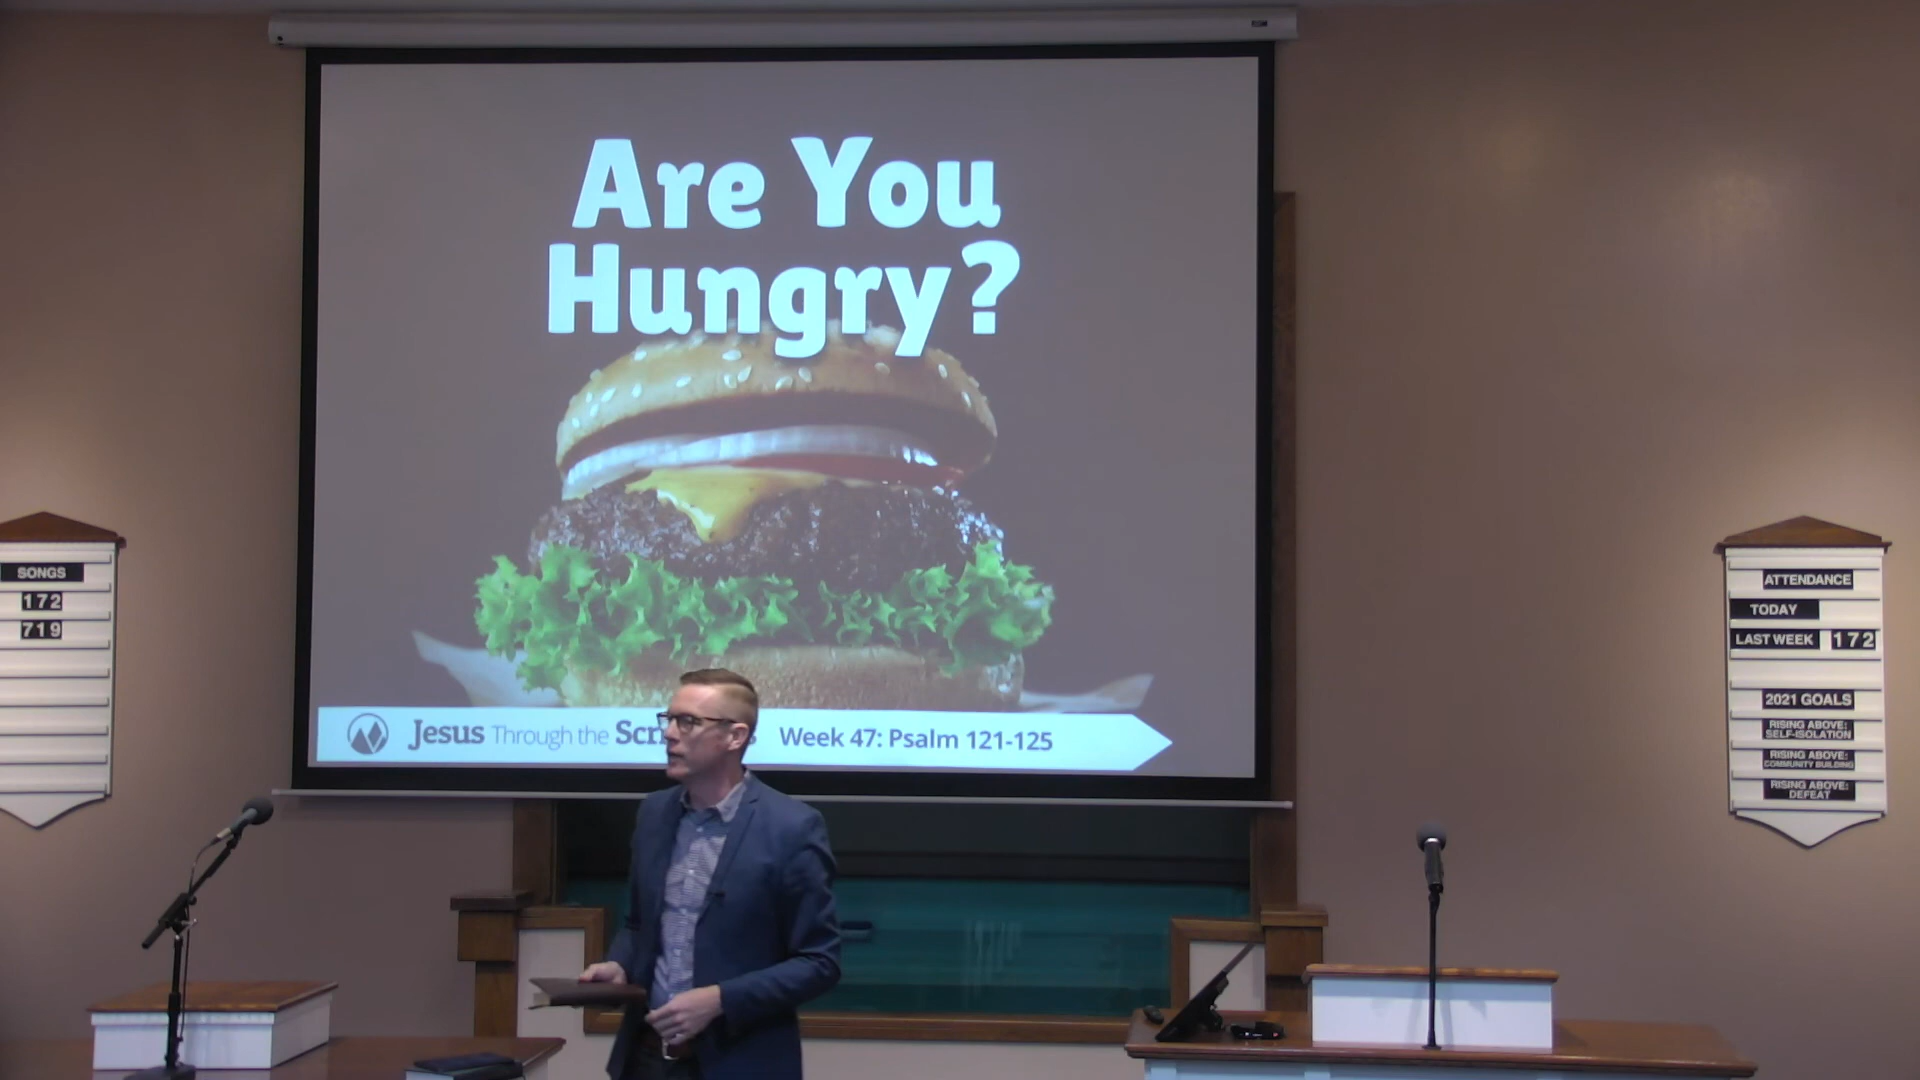 Are You
Hungry?
Jesus Through the
Week 47: Psalm 121-125
SONGS
172
719
ATTENDANCE
TODAY
LAST WEEK 172
2021 GOALS
RISING ABOVE:
SELF-ISOLATION
RISING ABOVE:
COMMUNITY BUILDING
RISING ABOVE:
DEFEAT